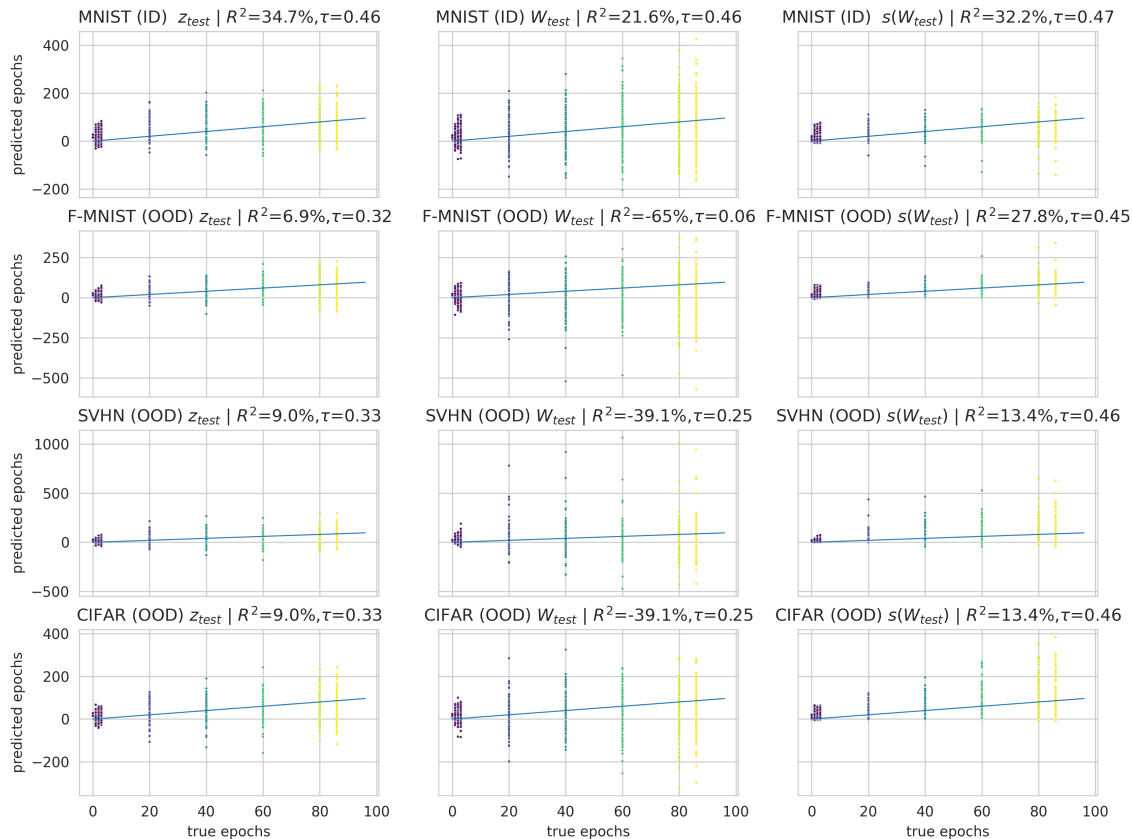 MNIST (ID) z_test | R²=34.7%,τ=0.46
MNIST (ID) W_test | R²=21.6%,τ=0.46
MNIST (ID) s(W_test) | R²=32.2%,τ=0.47
predicted epochs
400
200
0
−200
F-MNIST (OOD) z_test | R²=6.9%,τ=0.32
F-MNIST (OOD) W_test | R²=-65%,τ=0.06
F-MNIST (OOD) s(W_test) | R²=27.8%,τ=0.45
predicted epochs
250
0
−250
−500
SVHN (OOD) z_test | R²=9.0%,τ=0.33
SVHN (OOD) W_test | R²=-39.1%,τ=0.25
SVHN (OOD) s(W_test) | R²=13.4%,τ=0.46
predicted epochs
1000
500
0
−500
CIFAR (OOD) z_test | R²=9.0%,τ=0.33
CIFAR (OOD) W_test | R²=-39.1%,τ=0.25
CIFAR (OOD) s(W_test) | R²=13.4%,τ=0.46
predicted epochs
400
200
0
−200
0 20 40 60 80 100
0 20 40 60 80 100
0 20 40 60 80 100
true epochs
true epochs
true epochs